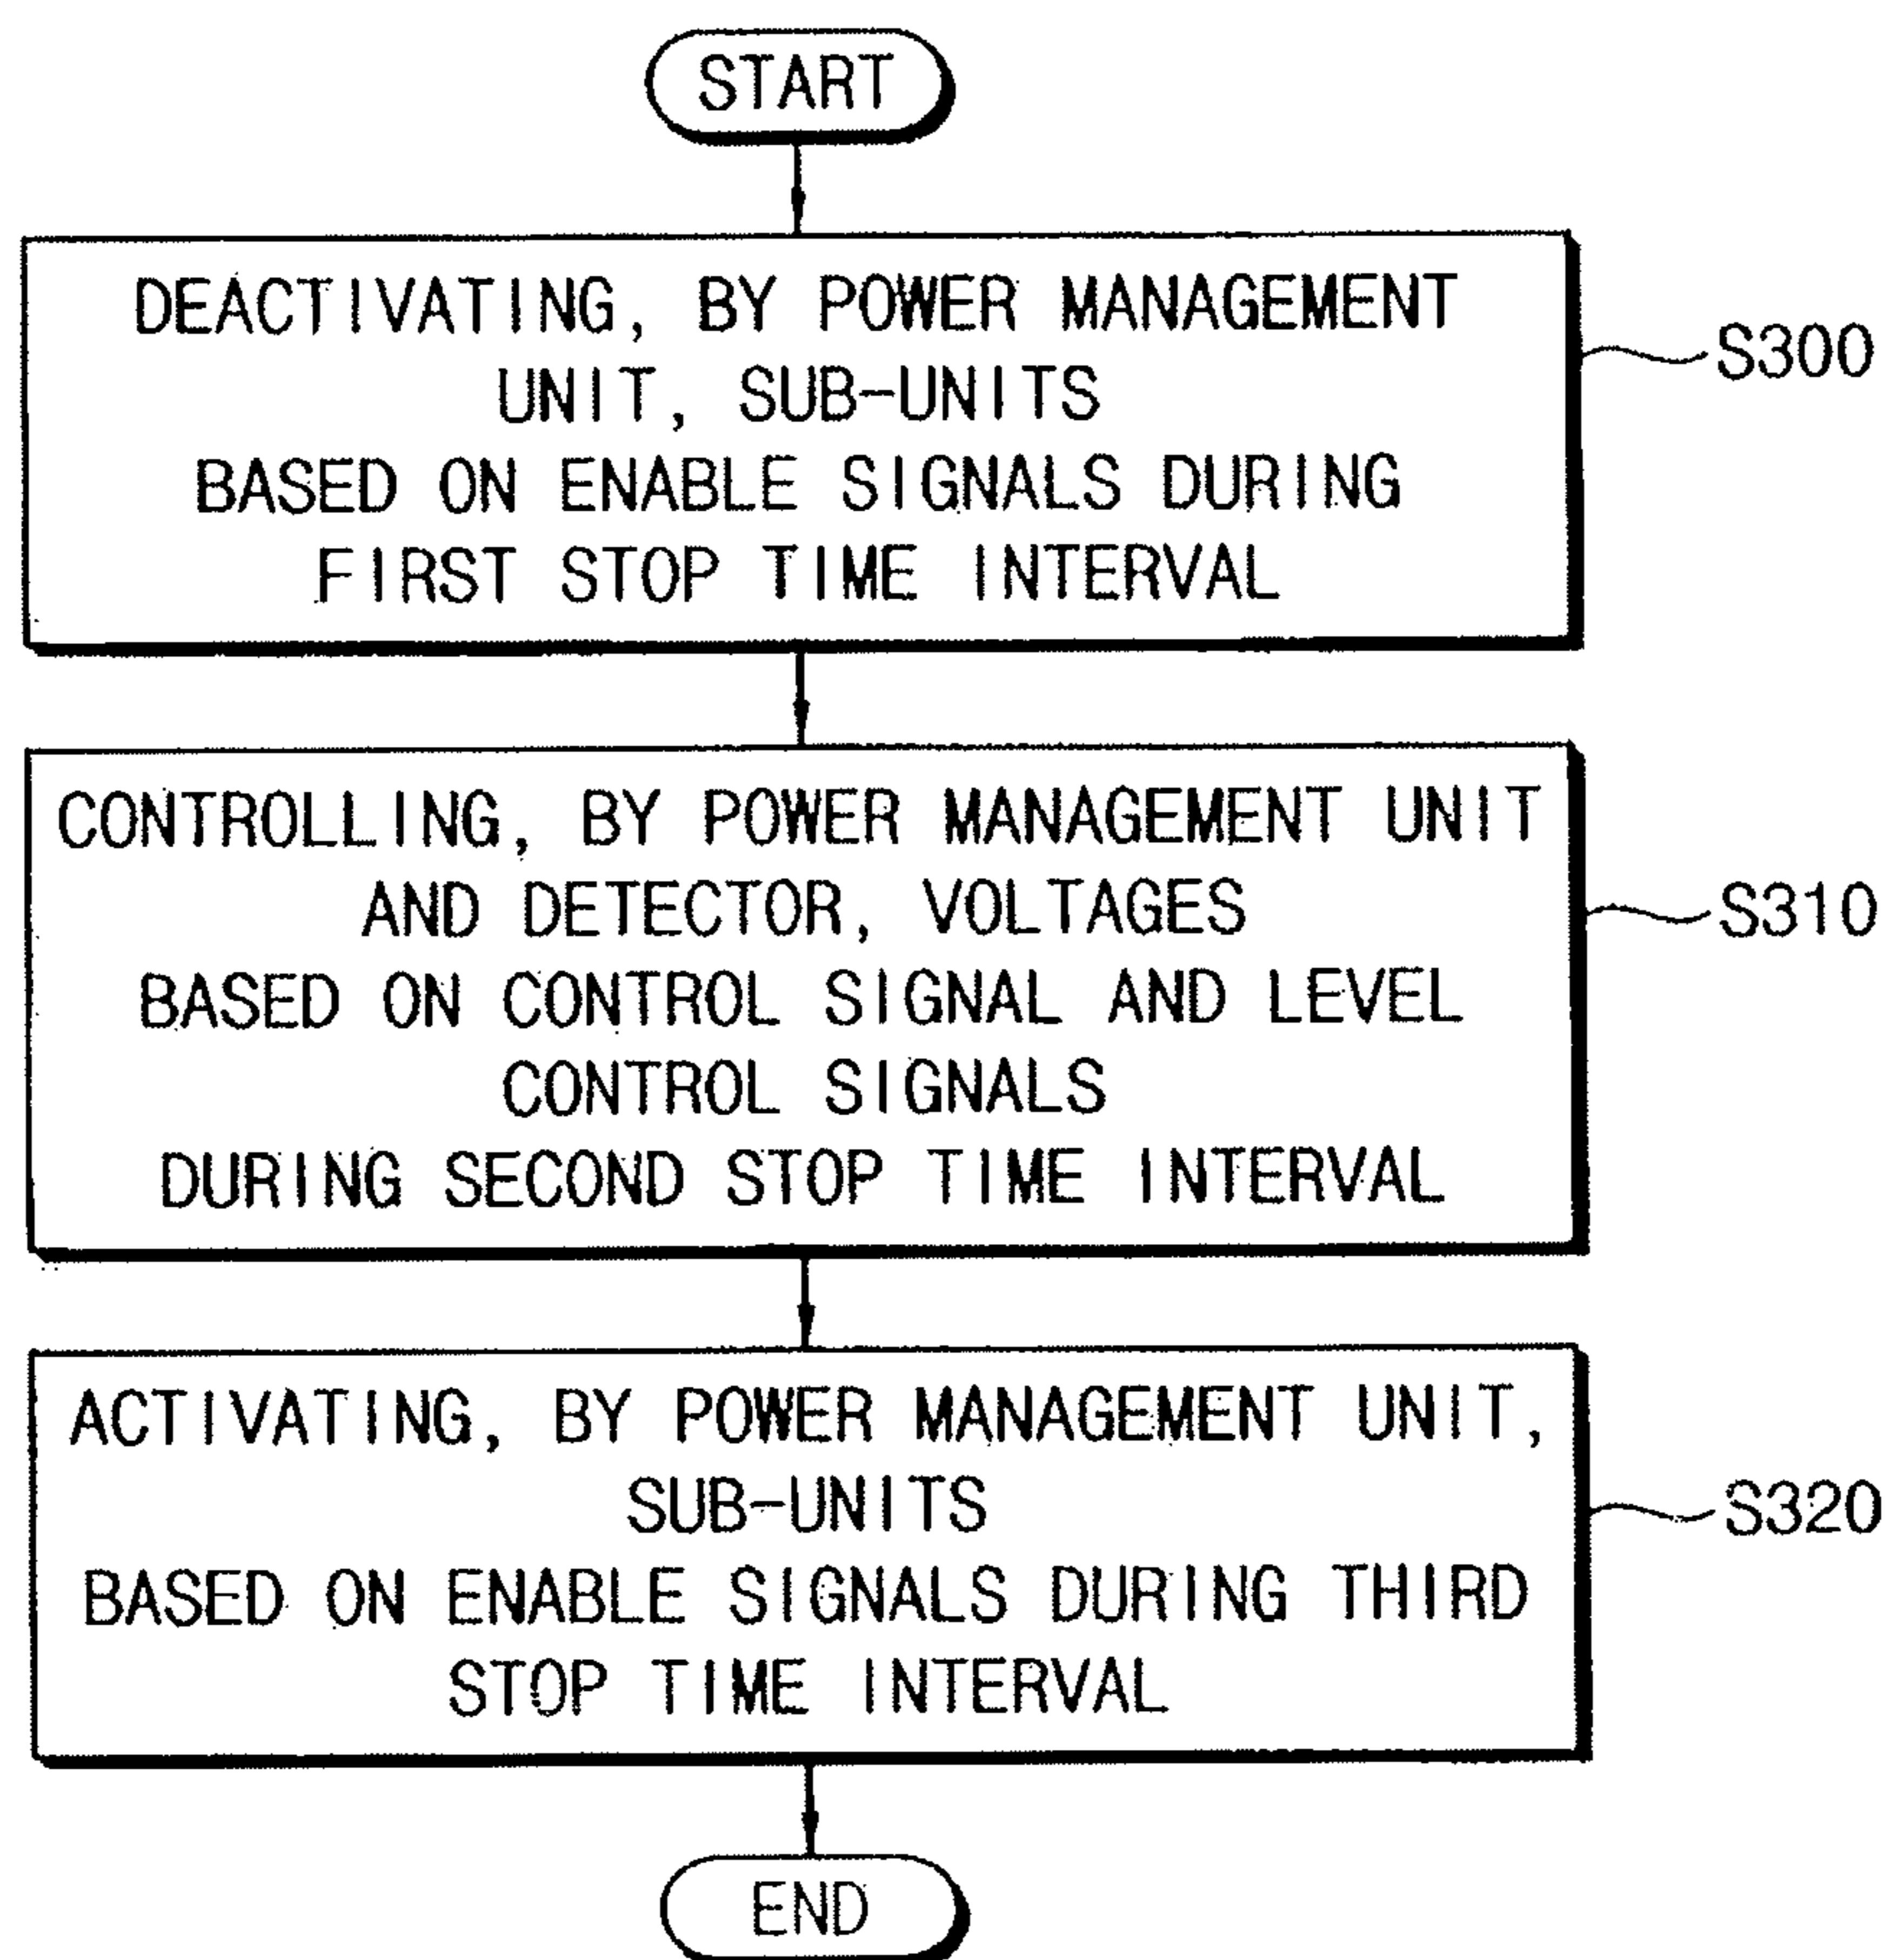 START
DEACTIVATING, BY POWER MANAGEMENT
UNIT, SUB-UNITS
BASED ON ENABLE SIGNALS DURING
FIRST STOP TIME INTERVAL
S300
CONTROLLING, BY POWER MANAGEMENT UNIT
AND DETECTOR, VOLTAGES
BASED ON CONTROL SIGNAL AND LEVEL
CONTROL SIGNALS
DURING SECOND STOP TIME INTERVAL
S310
ACTIVATING, BY POWER MANAGEMENT UNIT,
SUB-UNITS
BASED ON ENABLE SIGNALS DURING THIRD
STOP TIME INTERVAL
S320
END